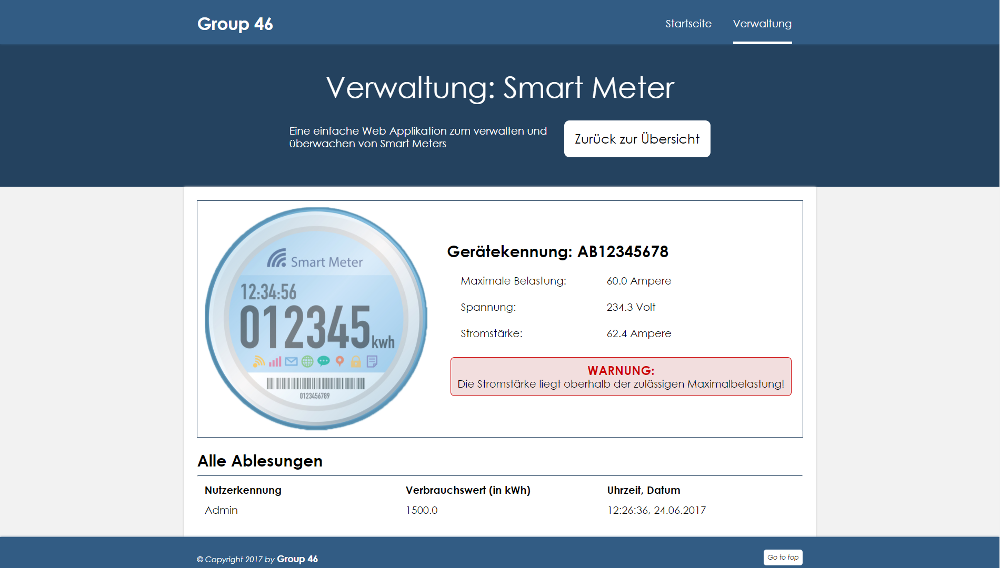 Group 46
Startseite
Verwaltung
Verwaltung: Smart Meter
Eine einfache Web Applikation zum verwalten und
überwachen von Smart Meters
Zurück zur Übersicht
Smart Meter
12:34:56
012345kwh
0123456789
Gerätekennung: AB12345678
Maximale Belastung: 60.0 Ampere
Spannung: 234.3 Volt
Stromstärke: 62.4 Ampere
WARNUNG:
Die Stromstärke liegt oberhalb der zulässigen Maximalbelastung!
Alle Ablesungen
Nutzerkennung Verbrauchswert (in kWh) Uhrzeit, Datum
Admin 1500.0 12:26:36, 24.06.2017
© Copyright 2017 by Group 46
Go to top